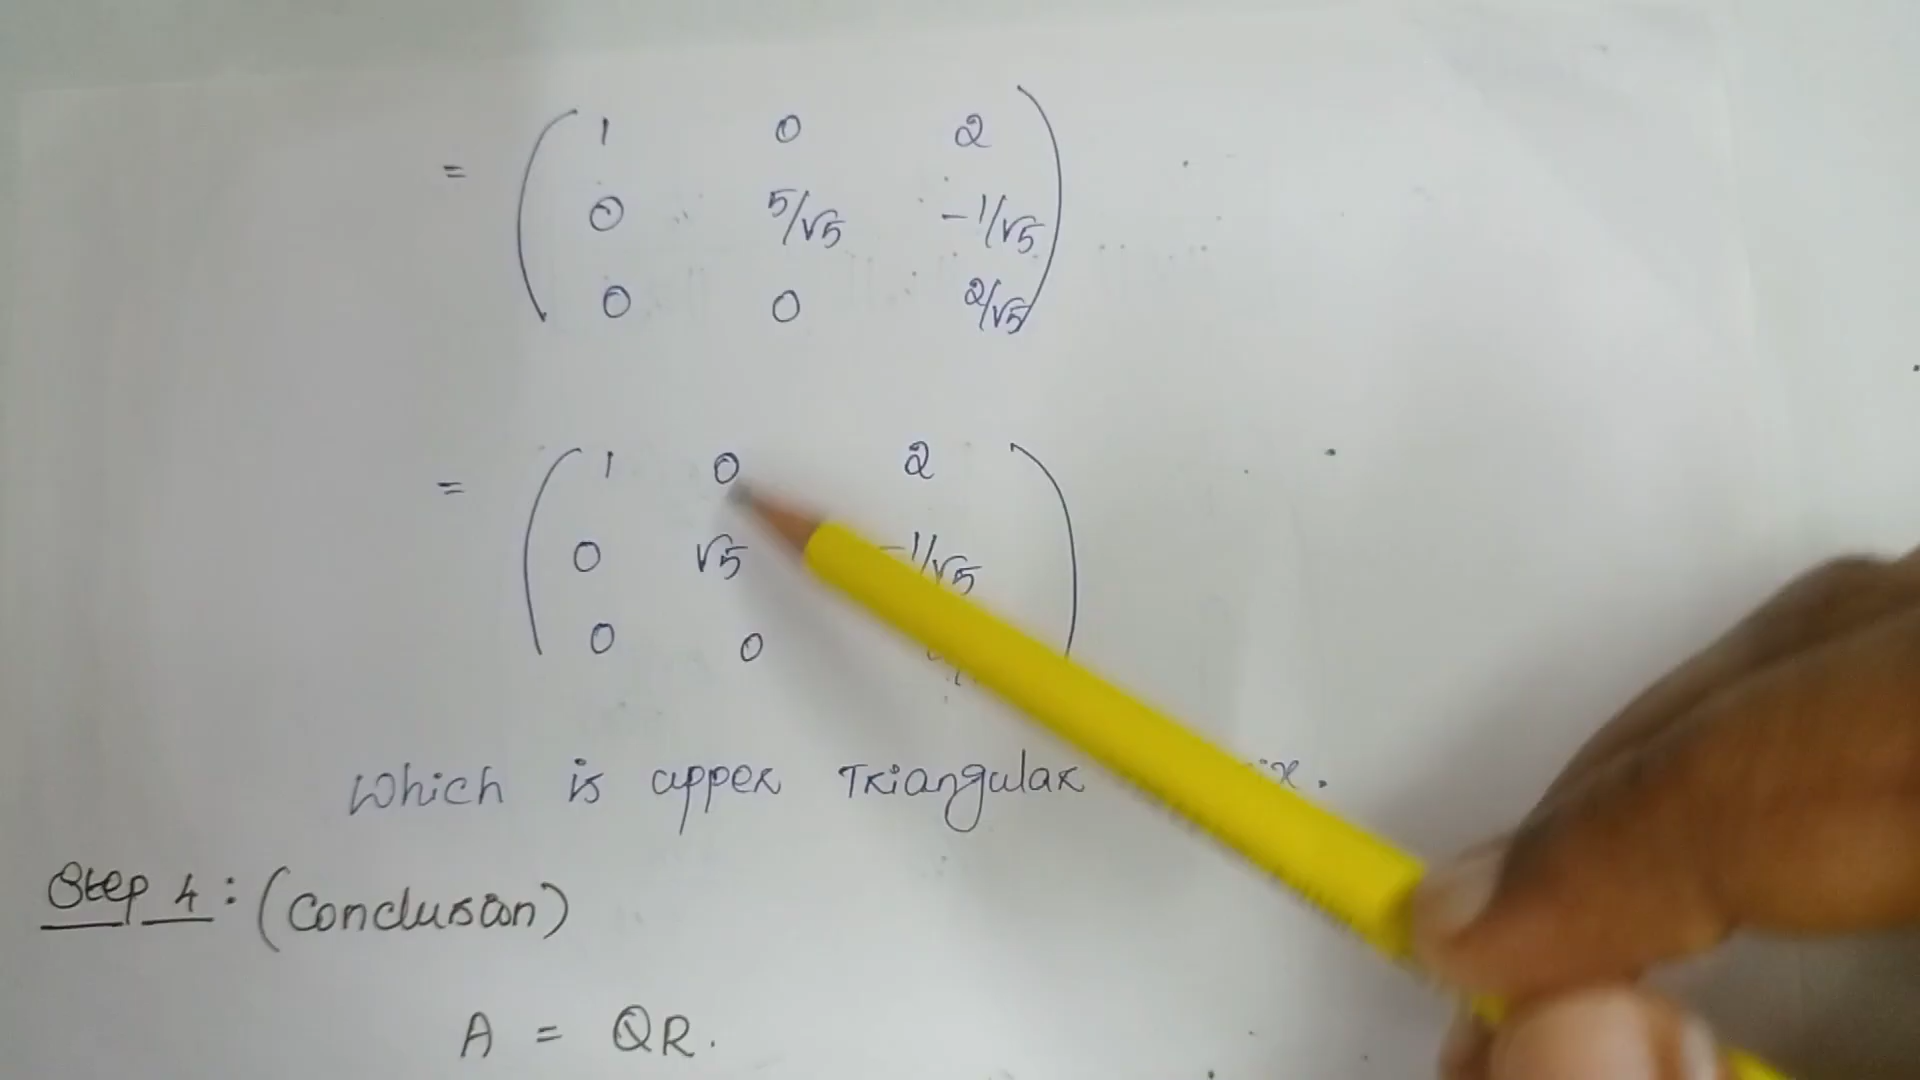 = ( 1 0 2
0 5/√5 -1/√5
0 0 2/√5 )
= ( 1 0 2
0 √5 -1/√5
0 0 )
Which is upper Triangular
Step 4: (Conclusion)
A = QR.